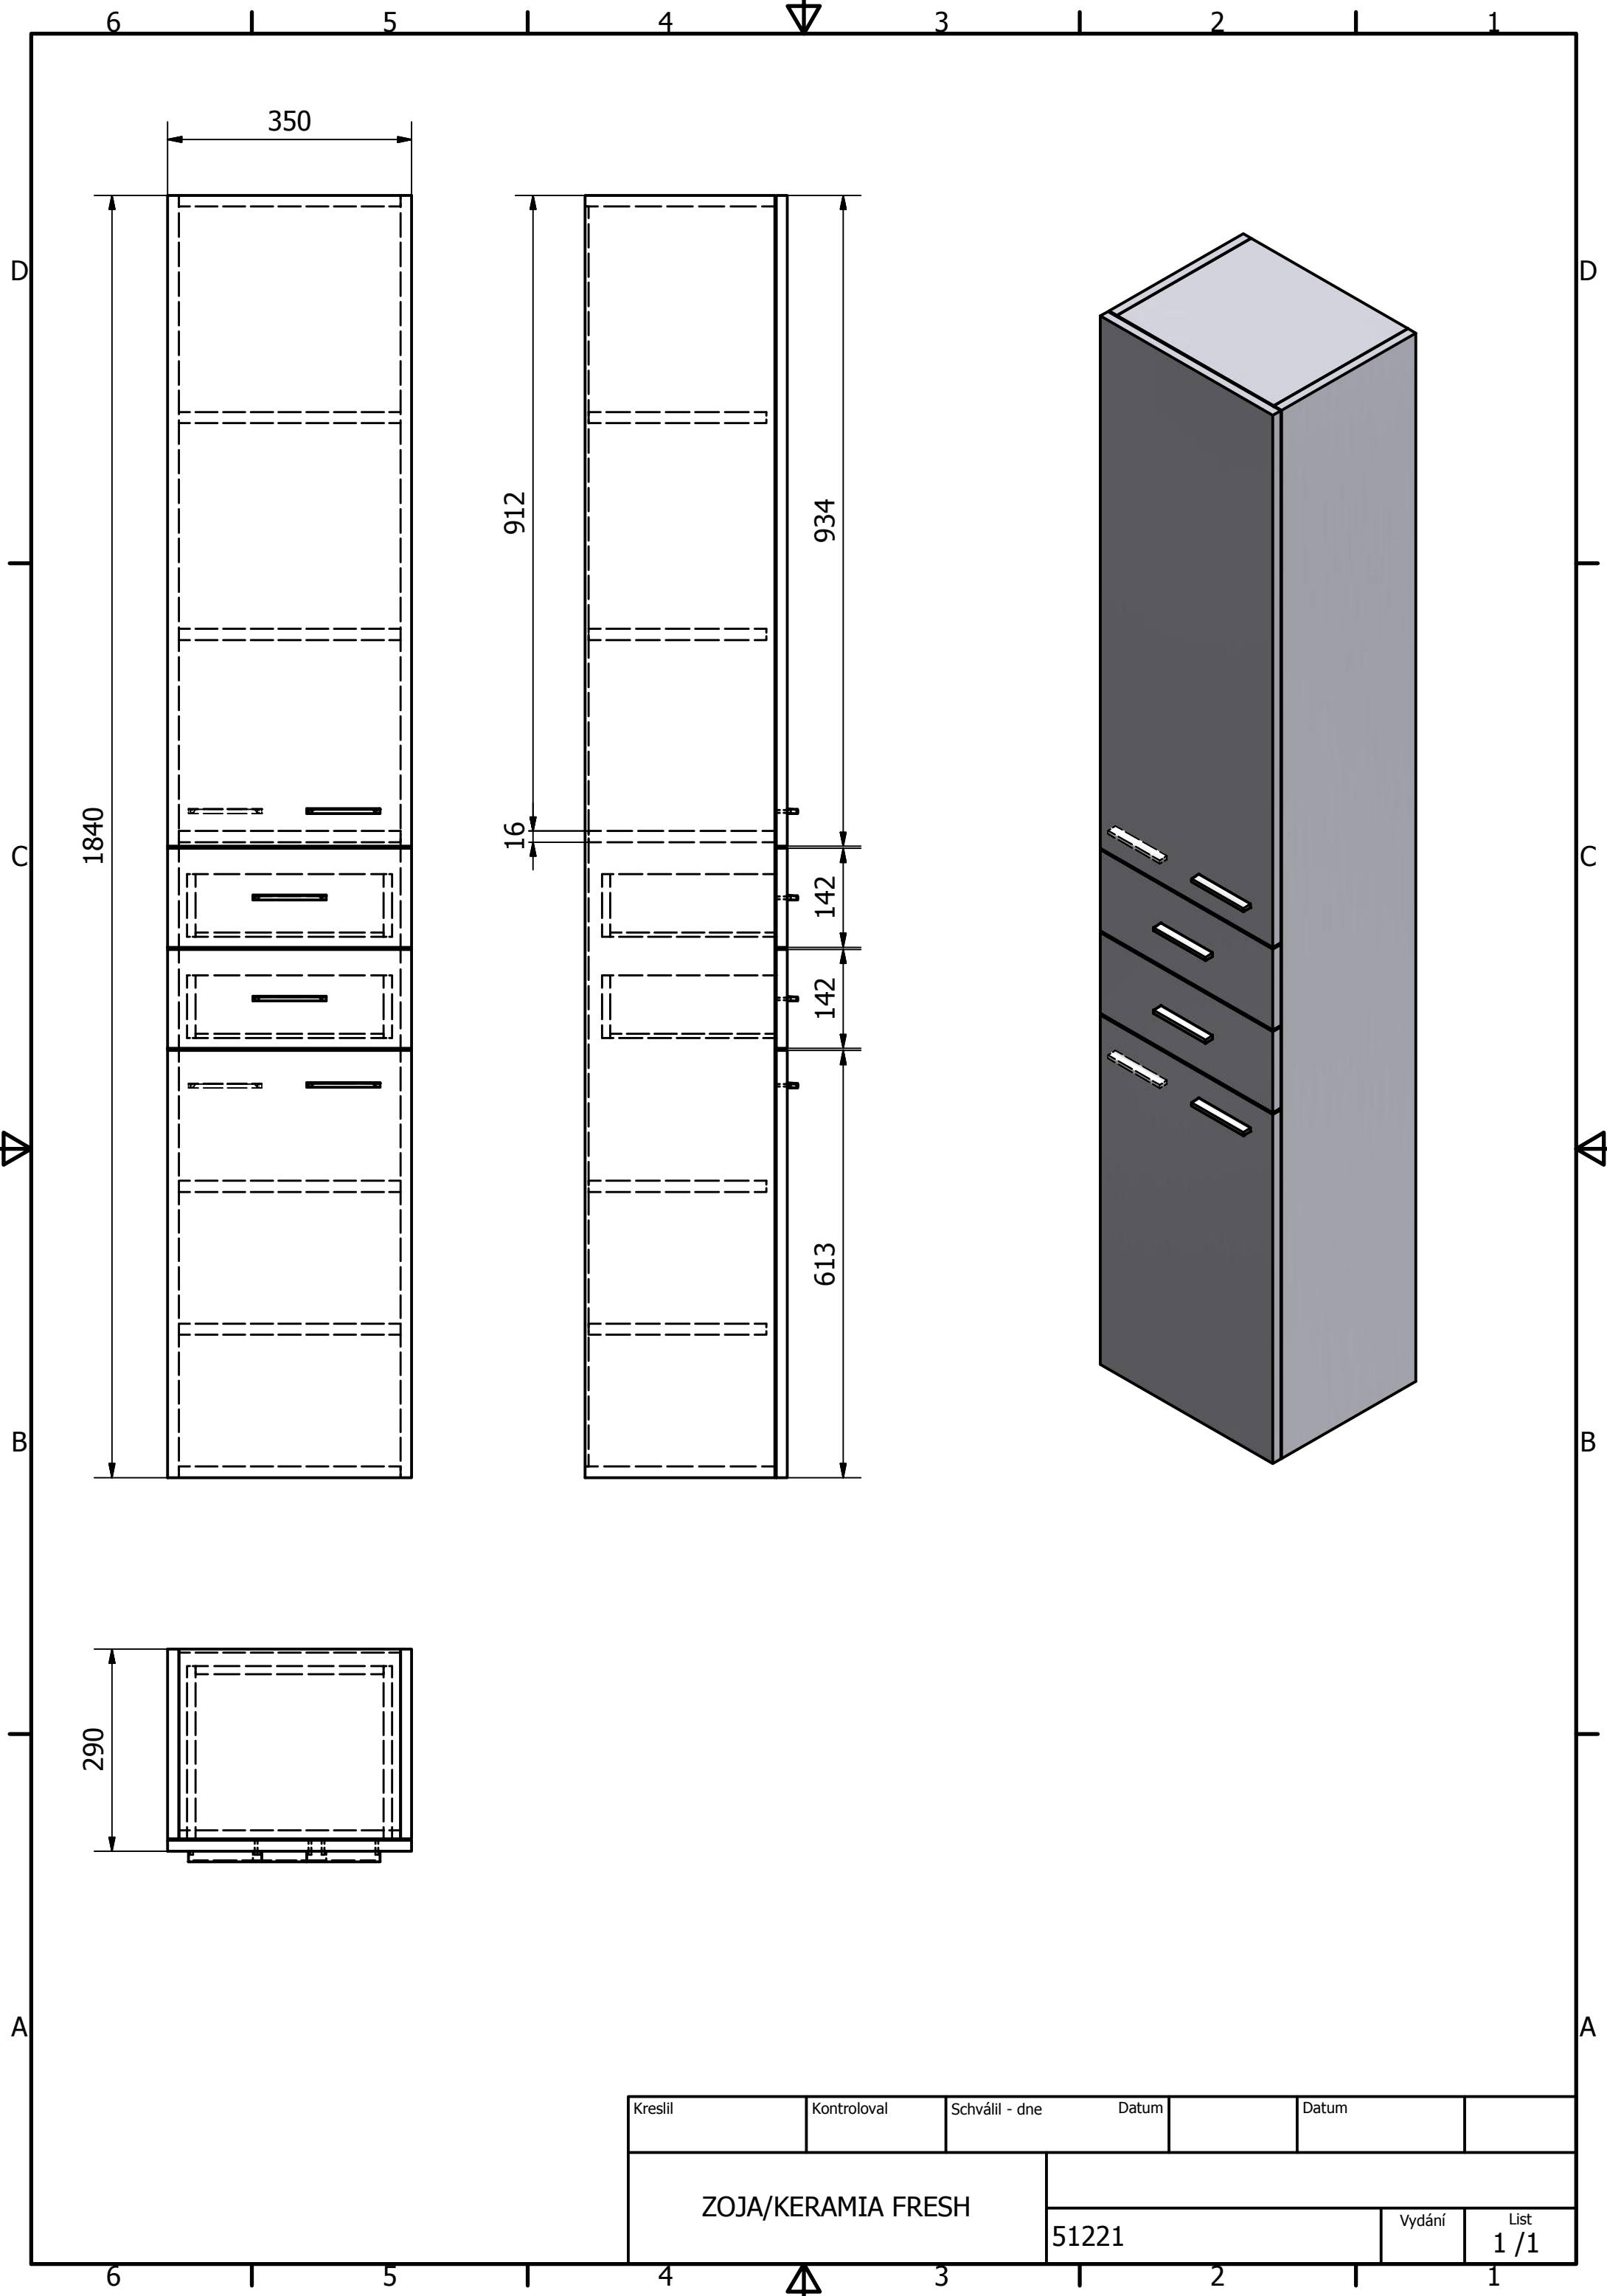 6 5 4 3 2 1
350
D D
912
934
1840
16
C C
142
142
613
B B
290
A A
Kreslil Kontroloval Schválil - dne Datum Datum
ZOJA/KERAMIA FRESH
Vydání List
51221 1 /1
6 5 4 3 2 1